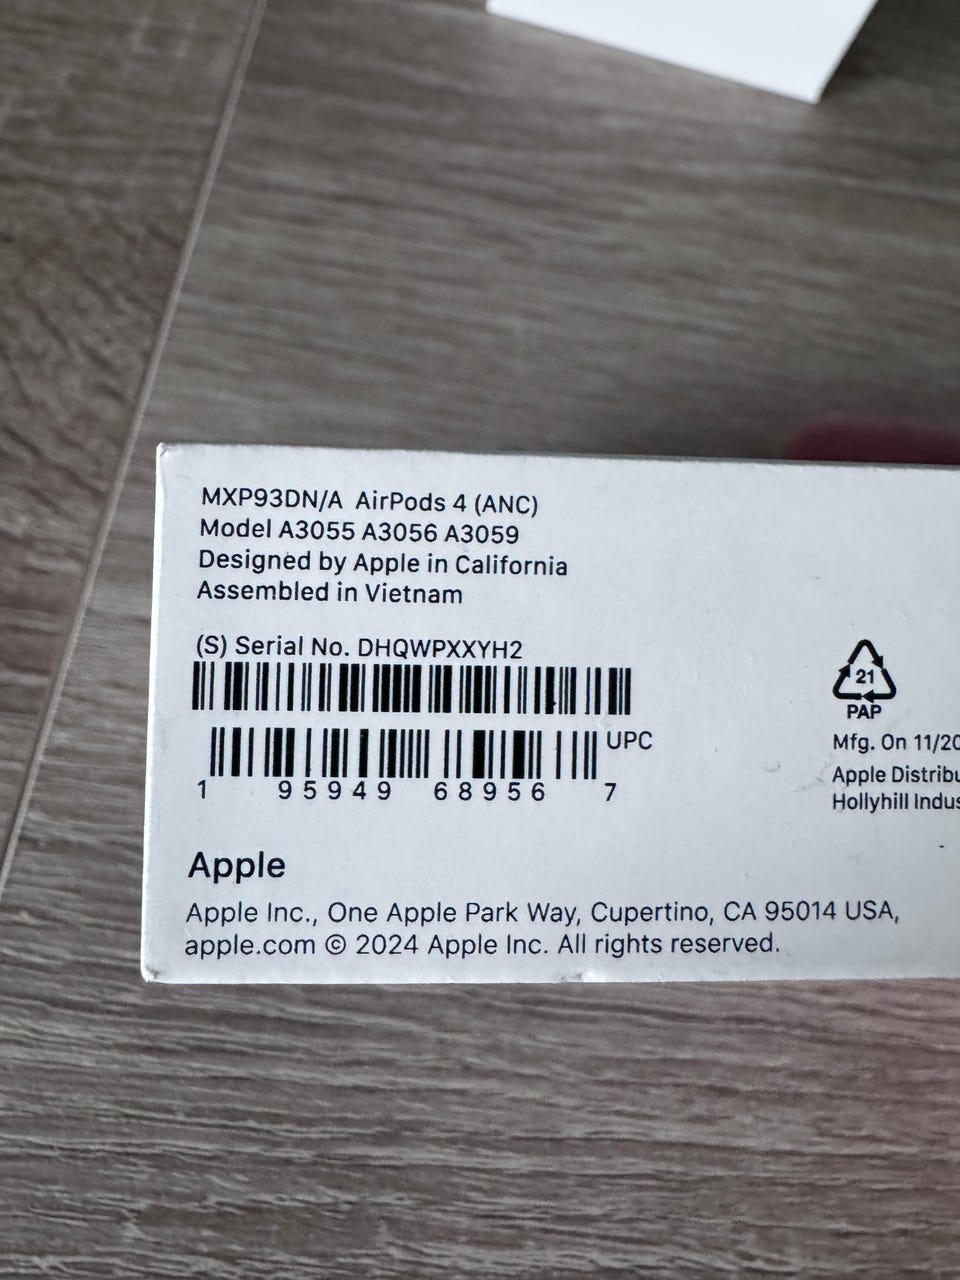 MXP93DN/A AirPods 4 (ANC)
Model A3055 A3056 A3059
Designed by Apple in California
Assembled in Vietnam
(S) Serial No. DHQWPXXYH2
UPC
1 95949 68956 7
21
PAP
Mfg. On 11/20
Apple Distribu
Hollyhill Indus
Apple
Apple Inc., One Apple Park Way, Cupertino, CA 95014 USA,
apple.com © 2024 Apple Inc. All rights reserved.